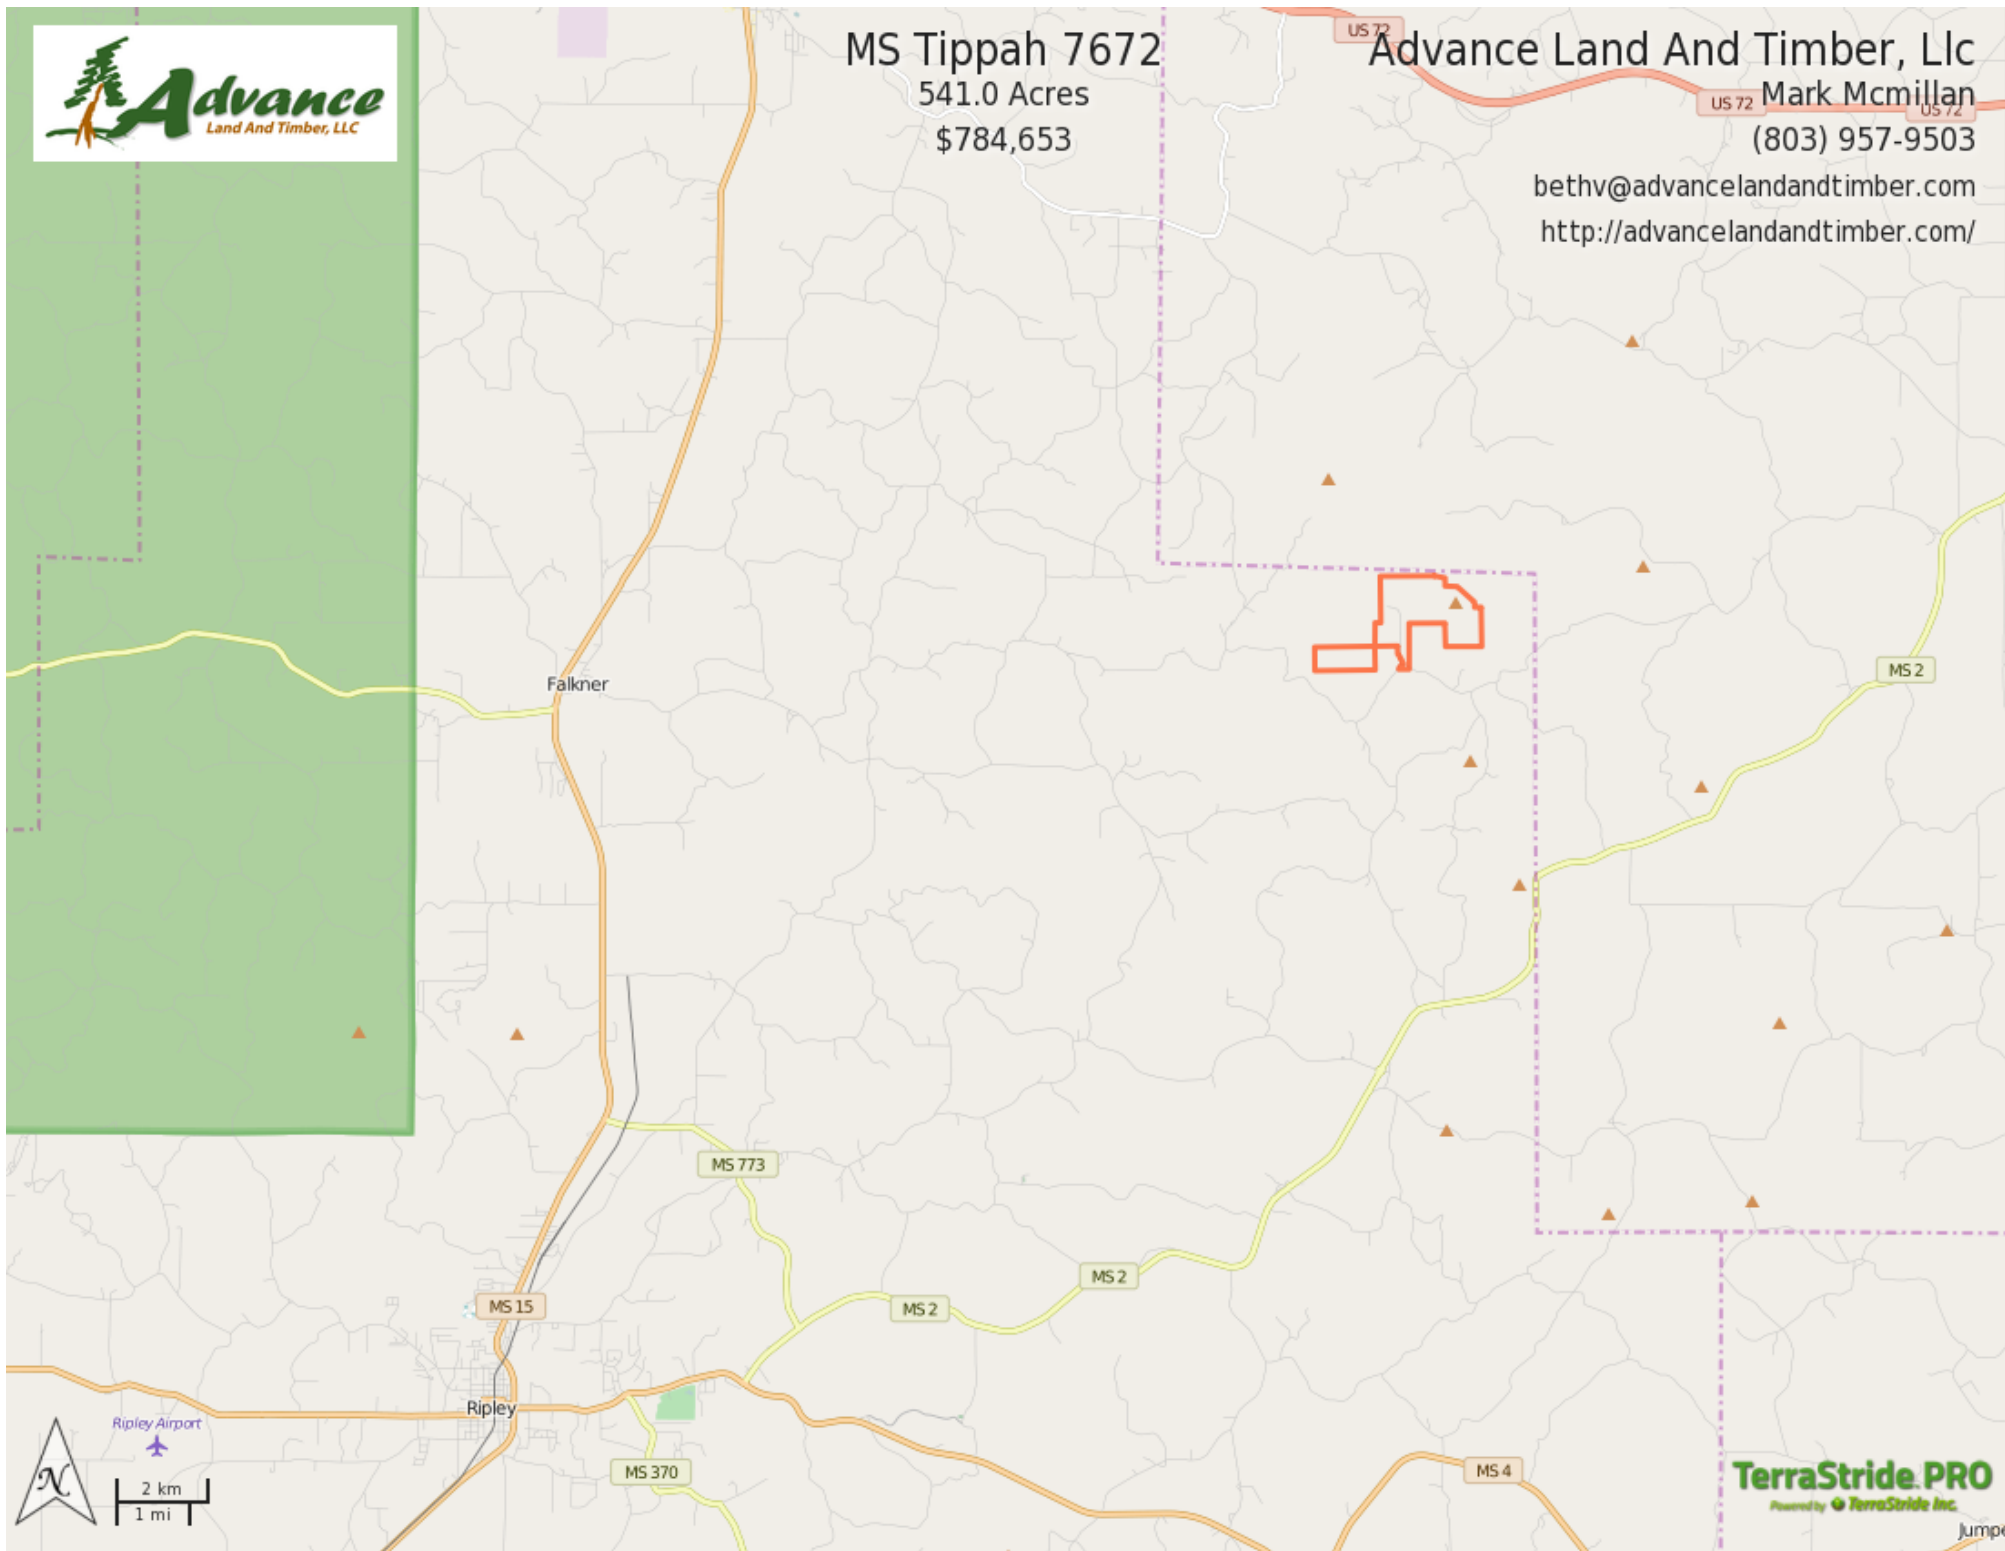 Advance
Land And Timber, LLC
MS Tippah 7672
541.0 Acres
$784,653
Advance Land And Timber, Llc
Mark Mcmillan
(803) 957-9503
bethv@advancelandandtimber.com
http://advancelandandtimber.com/
US 72
US 72
US 72
MS 2
Falkner
MS 773
MS 2
MS 2
MS 15
Ripley
Ripley Airport
MS 370
MS 4
N
2 km
1 mi
TerraStride PRO
Powered by TerraStride Inc.
Jumpe